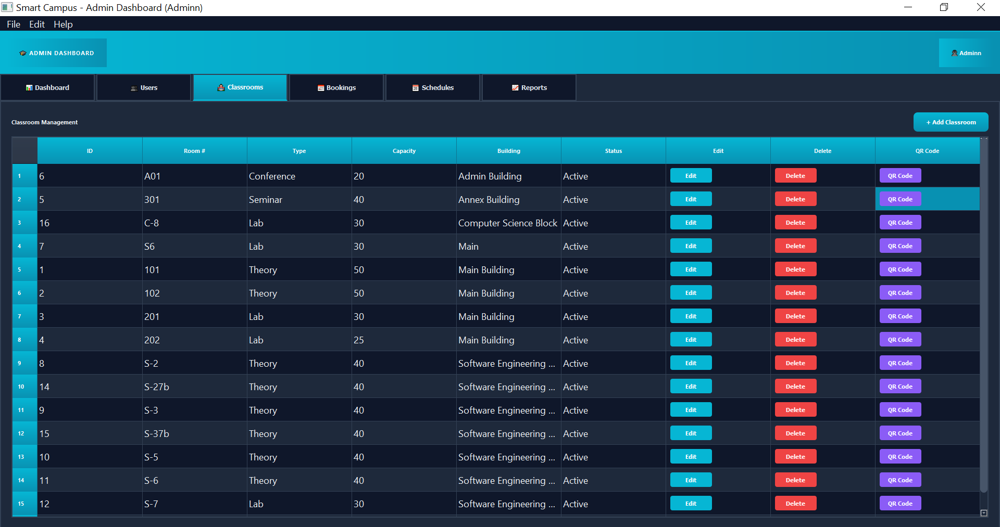 Smart Campus - Admin Dashboard (Adminn)
File Edit Help
ADMIN DASHBOARD Adminn
Dashboard Users Classrooms Bookings Schedules Reports
Classroom Management + Add Classroom
ID Room # Type Capacity Building Status Edit Delete QR Code
1 6 A01 Conference 20 Admin Building Active Edit Delete QR Code
2 5 301 Seminar 40 Annex Building Active Edit Delete QR Code
3 16 C-8 Lab 30 Computer Science Block Active Edit Delete QR Code
4 7 S6 Lab 30 Main Active Edit Delete QR Code
5 1 101 Theory 50 Main Building Active Edit Delete QR Code
6 2 102 Theory 50 Main Building Active Edit Delete QR Code
7 3 201 Lab 30 Main Building Active Edit Delete QR Code
8 4 202 Lab 25 Main Building Active Edit Delete QR Code
9 8 S-2 Theory 40 Software Engineering ... Active Edit Delete QR Code
10 14 S-27b Theory 40 Software Engineering ... Active Edit Delete QR Code
11 9 S-3 Theory 40 Software Engineering ... Active Edit Delete QR Code
12 15 S-37b Theory 40 Software Engineering ... Active Edit Delete QR Code
13 10 S-5 Theory 40 Software Engineering ... Active Edit Delete QR Code
14 11 S-6 Theory 40 Software Engineering ... Active Edit Delete QR Code
15 12 S-7 Lab 30 Software Engineering ... Active Edit Delete QR Code